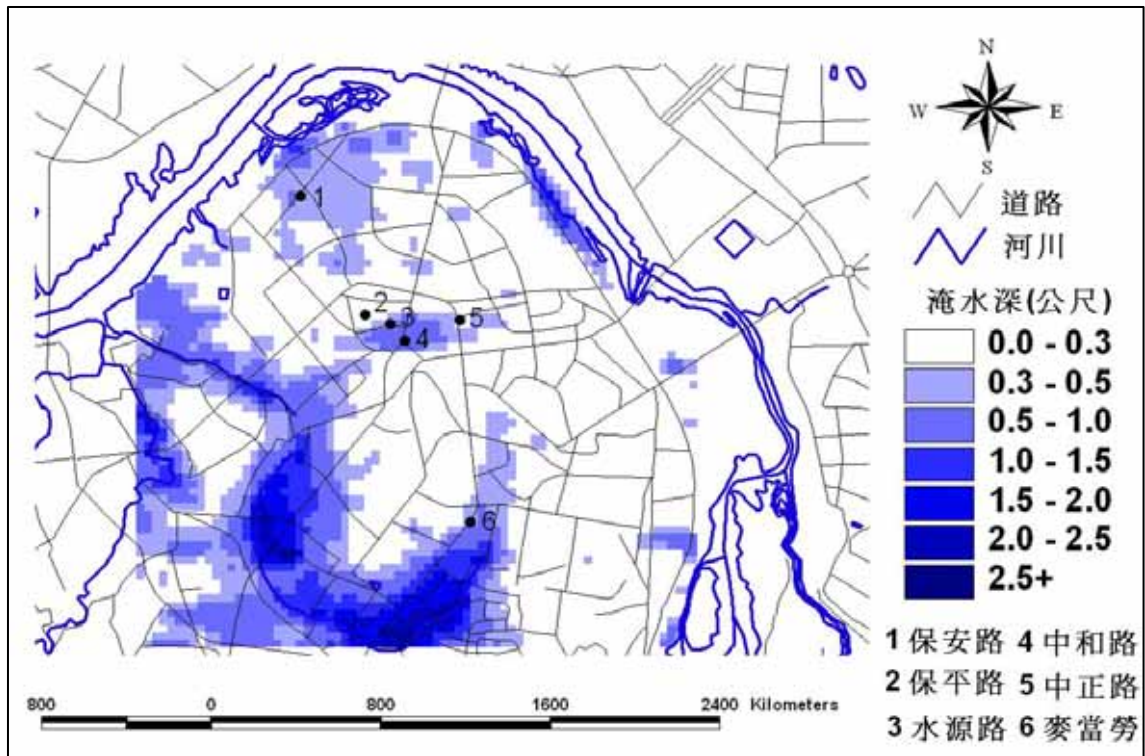 N
W E
S
道路
河川
淹水深(公尺)
0.0 - 0.3
0.3 - 0.5
0.5 - 1.0
1.0 - 1.5
1.5 - 2.0
2.0 - 2.5
2.5+
1 保安路 4 中和路
2 保平路 5 中正路
3 水源路 6 麥當勞
1
2
3
4
5
6
800 0 800 1600 2400 Kilometers